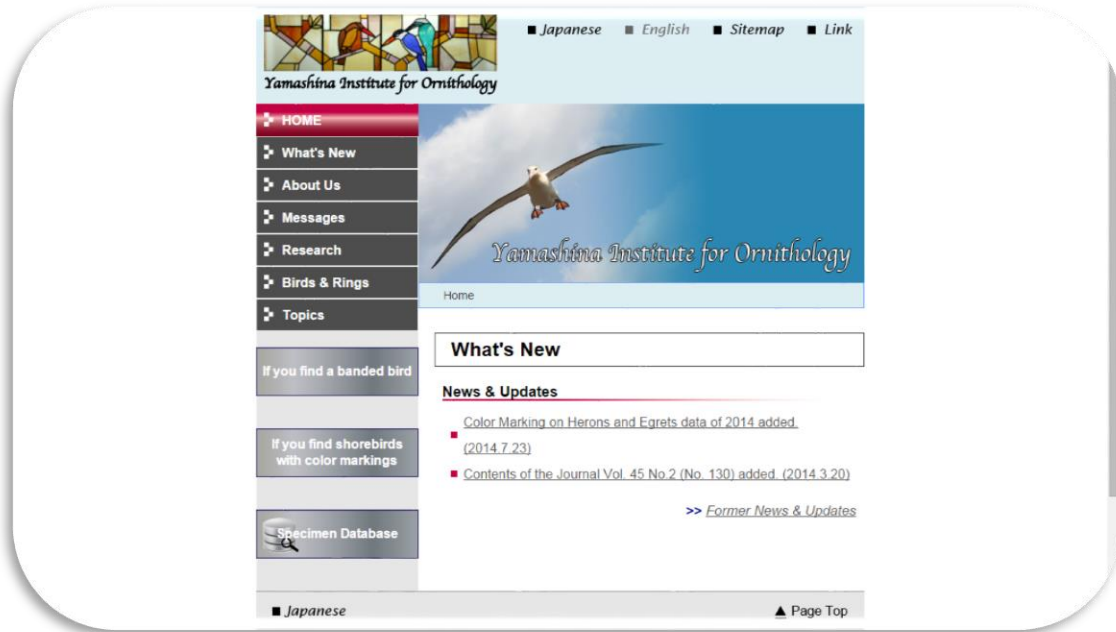 Japanese English Sitemap Link
Yamashina Institute for Ornithology
HOME
What's New
About Us
Messages
Research
Birds & Rings
Topics
If you find a banded bird
If you find shorebirds
with color markings
Specimen Database
Yamashina Institute for Ornithology
Home
What's New
News & Updates
Color Marking on Herons and Egrets data of 2014 added.
(2014.7.23)
Contents of the Journal Vol. 45 No.2 (No. 130) added. (2014.3.20)
>> Former News & Updates
Japanese
Page Top